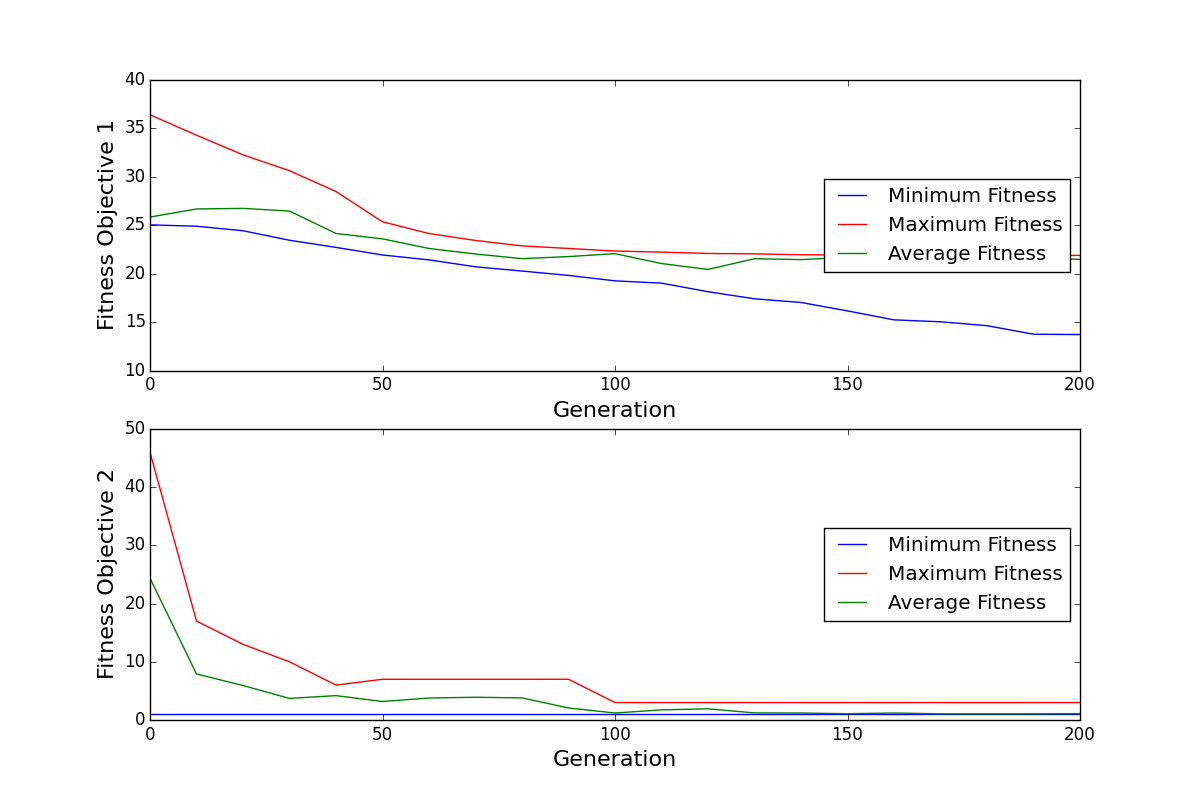 40
35
30
25
20
15
10
Fitness Objective 1
Minimum Fitness
Maximum Fitness
Average Fitness
0 50 100 150 200
Generation
50
40
30
20
10
0
Fitness Objective 2
Minimum Fitness
Maximum Fitness
Average Fitness
0 50 100 150 200
Generation